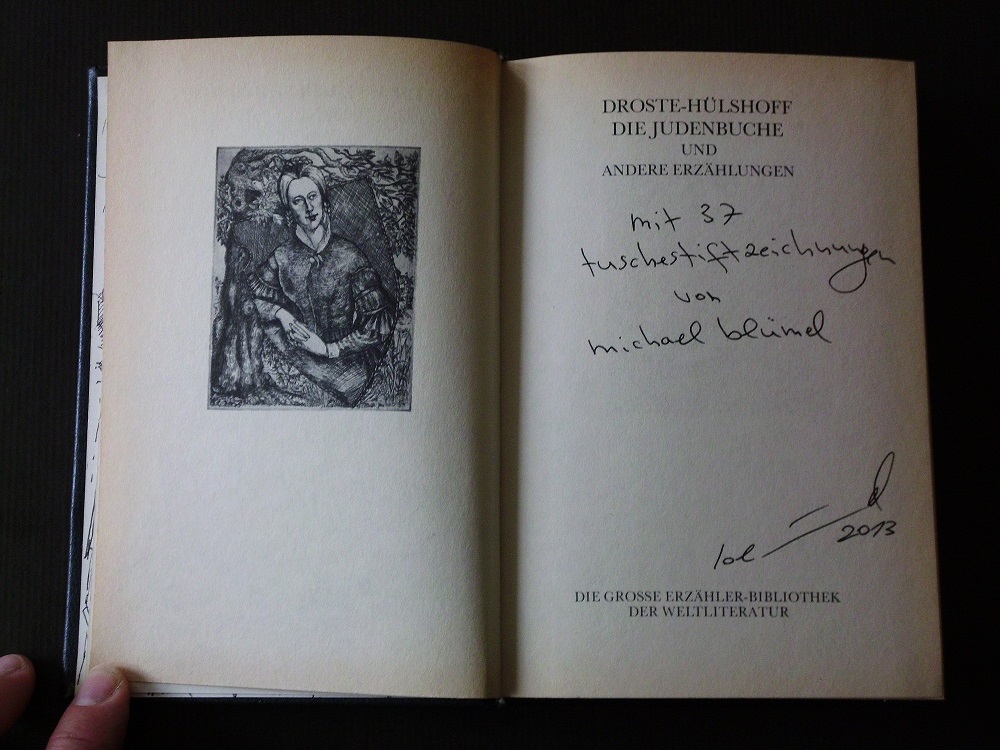 DROSTE-HÜLSHOFF
DIE JUDENBUCHE
UND
ANDERE ERZÄHLUNGEN
mit 37
tuschestiftzeichnungen
von
michael blümel
2013
DIE GROSSE ERZÄHLER-BIBLIOTHEK
DER WELTLITERATUR